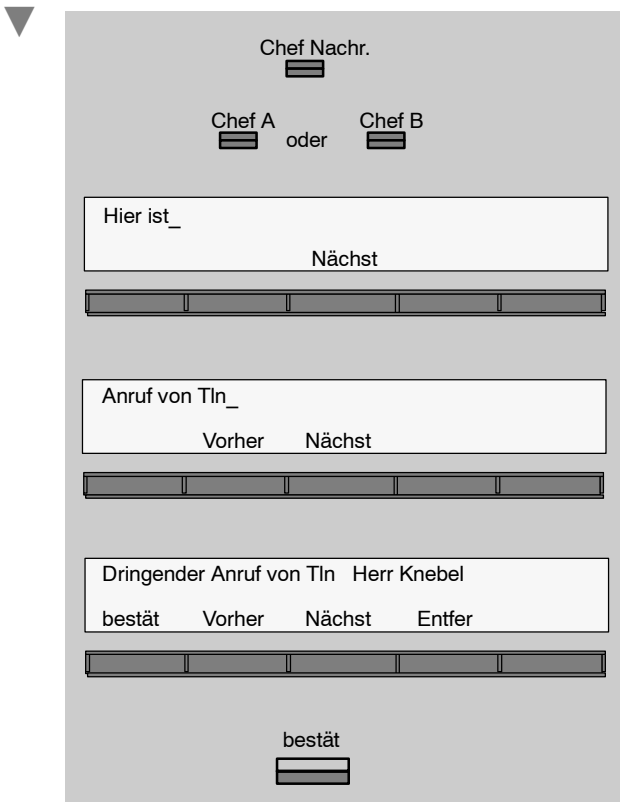 Chef Nachr.
Chef A oder Chef B
Hier ist_
Nächst
Anruf von Tln_
Vorher Nächst
Dringender Anruf von Tln Herr Knebel
bestät Vorher Nächst Entfer
bestät